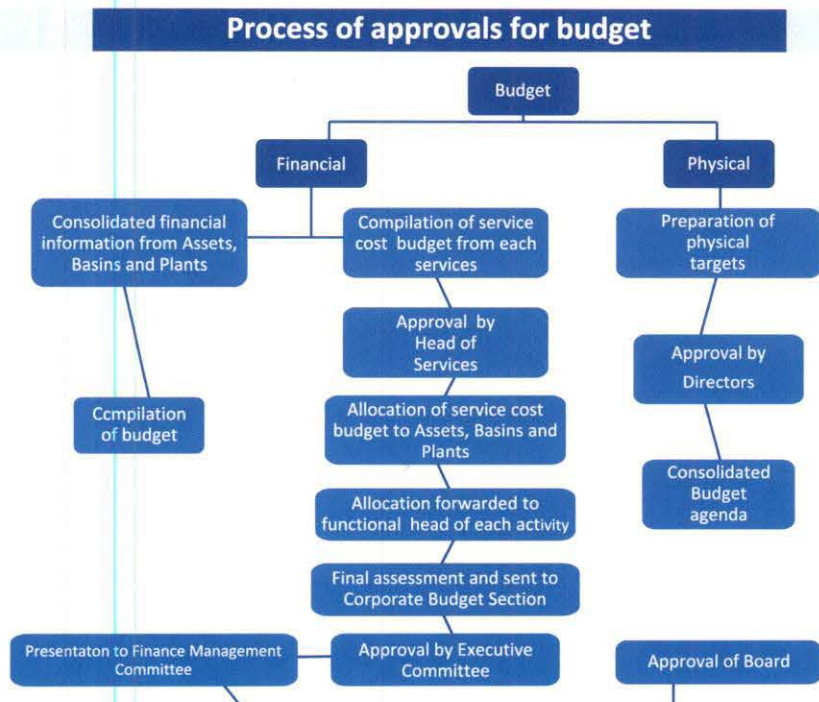 Process of approvals for budget
Budget
Financial
Physical
Consolidated financial
information from Assets,
Basins and Plants
Compilation of service
cost budget from each
services
Preparation of
physical
targets
Approval by
Head of
Services
Approval by
Directors
Ccmpilation
of budget
Allocation of service cost
budget to Assets, Basins and
Plants
Consolidated
Budget
agenda
Allocation forwarded to
functional head of each activity
Final assessment and sent to
Corporate Budget Section
Presentaton to Finance Management
Committee
Approval by Executive
Committee
Approval of Board